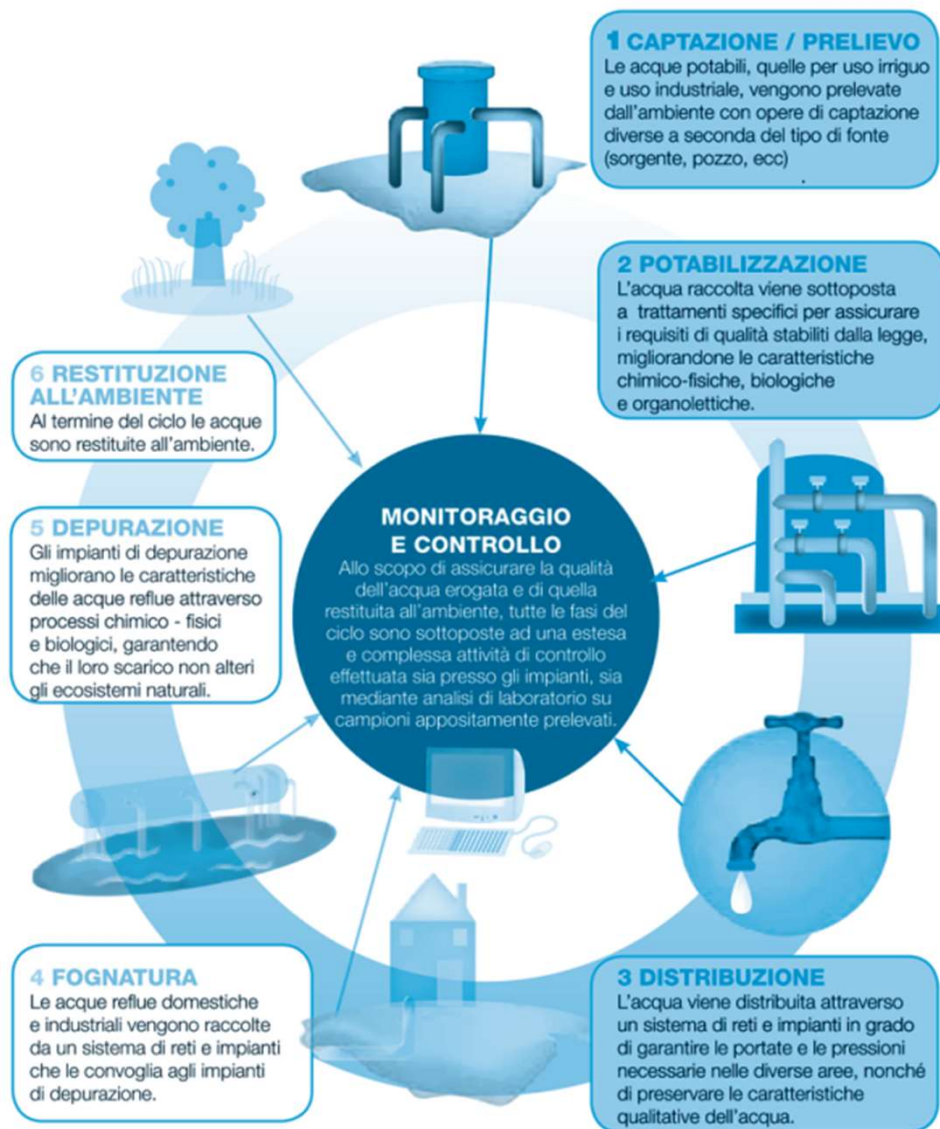 1 CAPTAZIONE / PRELIEVO
Le acque potabili, quelle per uso irriguo
e uso industriale, vengono prelevate
dall'ambiente con opere di captazione
diverse a seconda del tipo di fonte
(sorgente, pozzo, ecc)
.
2 POTABILIZZAZIONE
L'acqua raccolta viene sottoposta
a trattamenti specifici per assicurare
i requisiti di qualità stabiliti dalla legge,
migliorandone le caratteristiche
chimico-fisiche, biologiche
e organolettiche.
6 RESTITUZIONE
ALL'AMBIENTE
Al termine del ciclo le acque
sono restituite all'ambiente.
MONITORAGGIO
E CONTROLLO
Allo scopo di assicurare la qualità
dell'acqua erogata e di quella
restituita all'ambiente, tutte le fasi del
ciclo sono sottoposte ad una estesa
e complessa attività di controllo
effettuata sia presso gli impianti, sia
mediante analisi di laboratorio su
campioni appositamente prelevati.
5 DEPURAZIONE
Gli impianti di depurazione
migliorano le caratteristiche
delle acque reflue attraverso
processi chimico - fisici
e biologici, garantendo
che il loro scarico non alteri
gli ecosistemi naturali.
4 FOGNATURA
Le acque reflue domestiche
e industriali vengono raccolte
da un sistema di reti e impianti
che le convoglia agli impianti
di depurazione.
3 DISTRIBUZIONE
L'acqua viene distribuita attraverso
un sistema di reti e impianti in grado
di garantire le portate e le pressioni
necessarie nelle diverse aree, nonché
di preservare le caratteristiche
qualitative dell'acqua.